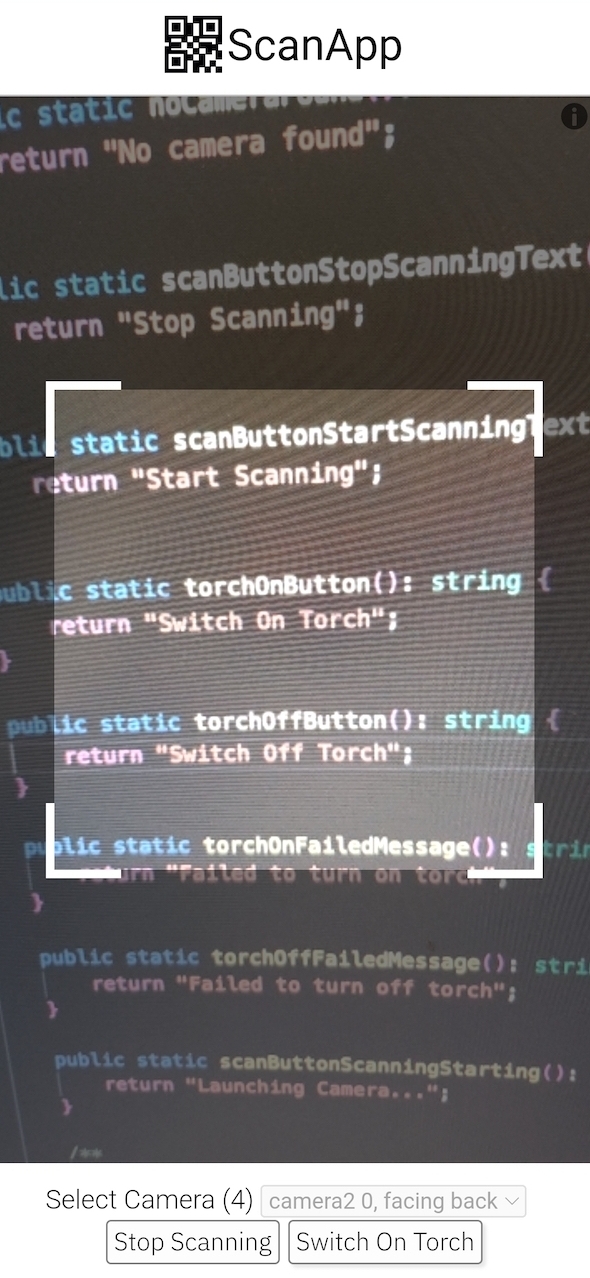 ScanApp
ic static noCameraFound():
return "No camera found";
lic static scanButtonStopScanningText(
return "Stop Scanning";
blic static scanButtonStartScanningText
return "Start Scanning";
public static torchOnButton(): string {
return "Switch On Torch";
}
public static torchOffButton(): string {
return "Switch Off Torch";
}
public static torchOnFailedMessage(): strin
return "Failed to turn on torch";
}
public static torchOffFailedMessage(): stri
return "Failed to turn off torch";
}
public static scanButtonScanningStarting():
return "Launching Camera...";
}
/**
Select Camera (4) camera2 0, facing back
Stop Scanning Switch On Torch